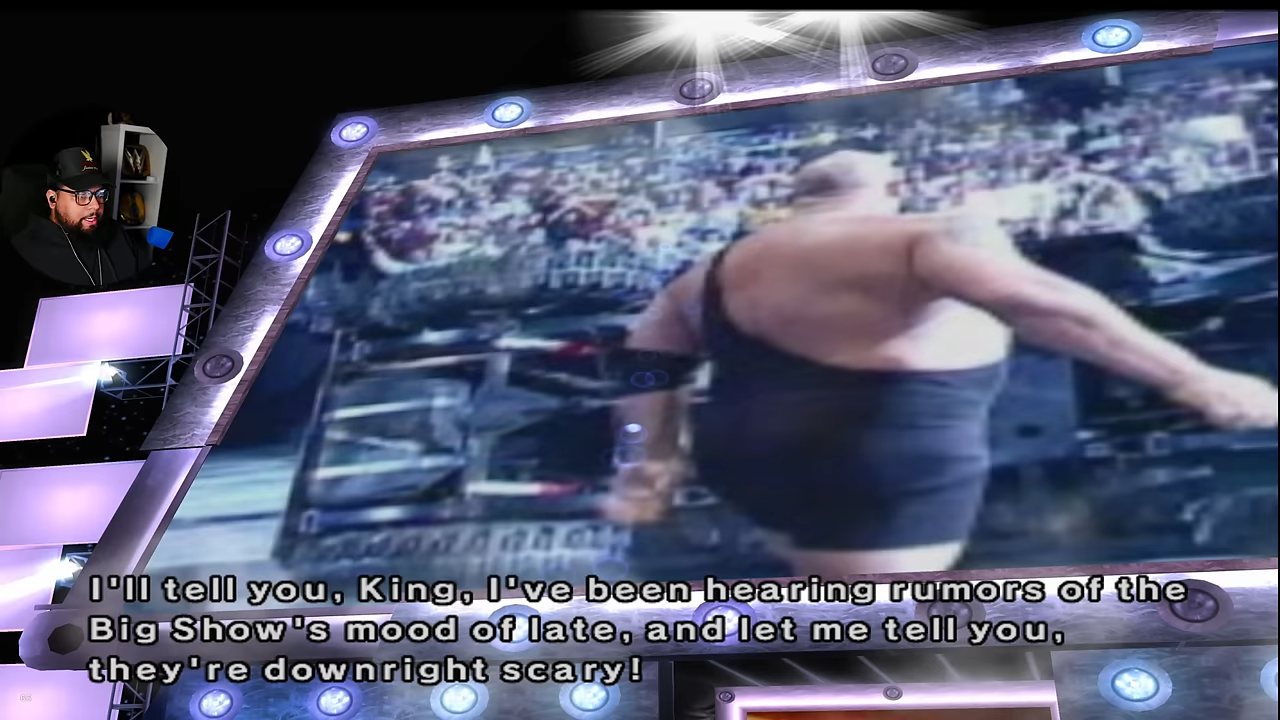 I'll tell you, King, I've been hearing rumors of the
Big Show's mood of late, and let me tell you,
they're downright scary!